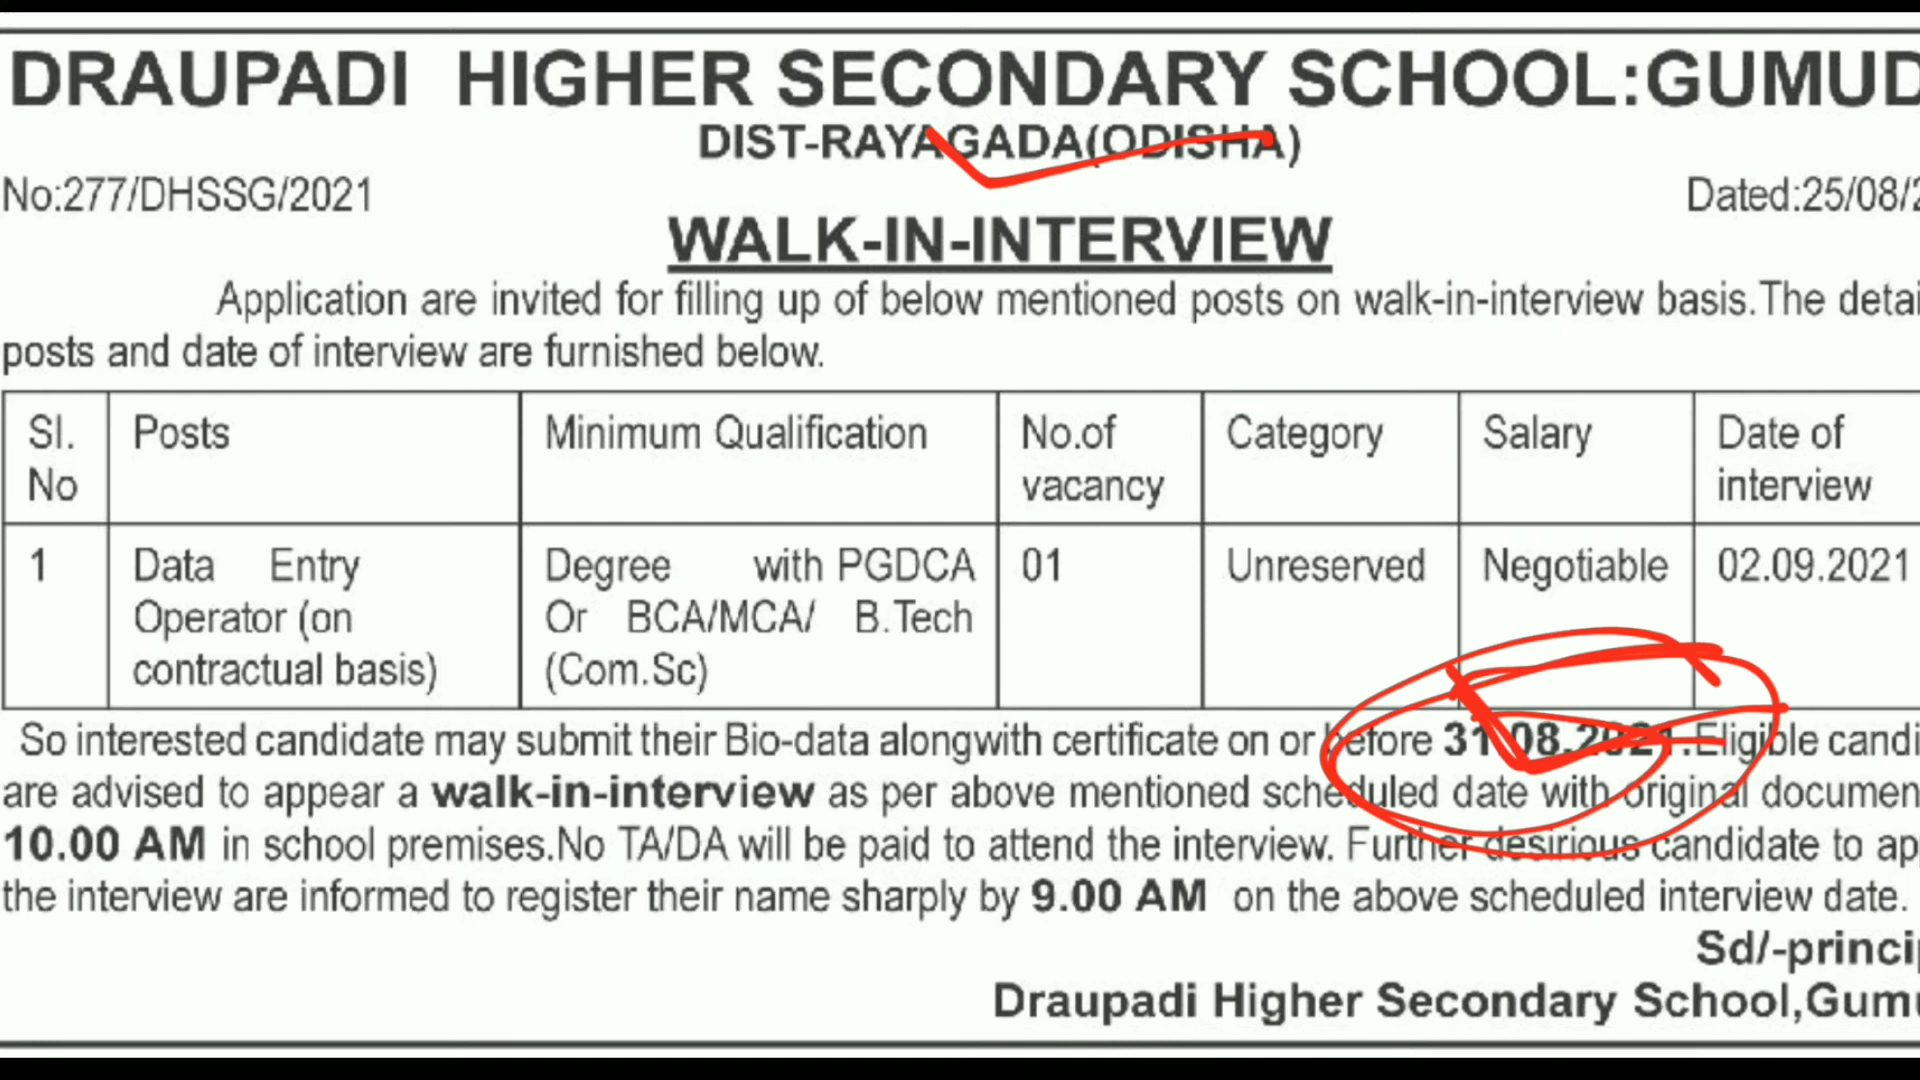 DRAUPADI HIGHER SECONDARY SCHOOL:GUMUD
DIST-RAYAGADA(ODISHA)
No:277/DHSSG/2021 Dated:25/08/2
WALK-IN-INTERVIEW
Application are invited for filling up of below mentioned posts on walk-in-interview basis.The detai
posts and date of interview are furnished below.
Sl. No Posts Minimum Qualification No.of vacancy Category Salary Date of interview
1 Data Entry Operator (on contractual basis) Degree with PGDCA Or BCA/MCA/ B.Tech (Com.Sc) 01 Unreserved Negotiable 02.09.2021
So interested candidate may submit their Bio-data alongwith certificate on or before 31.08.2021.Eligible candi
are advised to appear a walk-in-interview as per above mentioned scheduled date with original documen
10.00 AM in school premises.No TA/DA will be paid to attend the interview. Further desirious candidate to ap
the interview are informed to register their name sharply by 9.00 AM on the above scheduled interview date.
Sd/-princip
Draupadi Higher Secondary School,Gumu